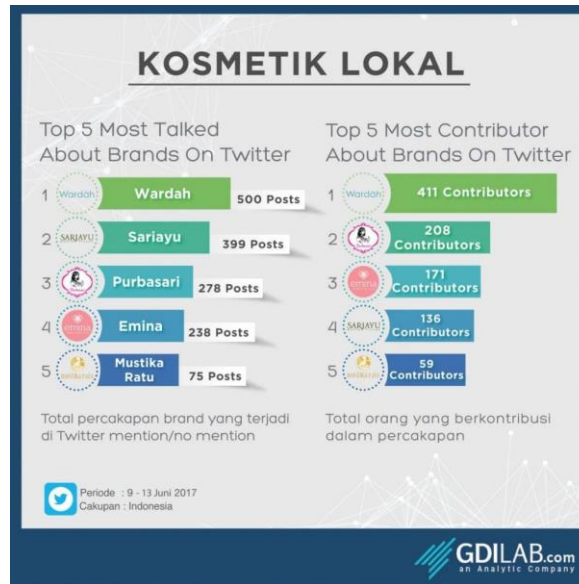 KOSMETIK LOKAL
Top 5 Most Talked
About Brands On Twitter
1 Wardah Wardah 500 Posts
2 SARIAYU Sariayu 399 Posts
3 Purbasari 278 Posts
4 emina Emina 238 Posts
5 Mustika
Ratu 75 Posts
Total percakapan brand yang terjadi
di Twitter mention/no mention
Top 5 Most Contributor
About Brands On Twitter
1 Wardah 411 Contributors
2 208
Contributors
3 emina 171
Contributors
4 SARIAYU 136
Contributors
5 59
Contributors
Total orang yang berkontribusi
dalam percakapan
Periode : 9 - 13 Juni 2017
Cakupan : Indonesia
GDILAB.com
an Analytic Company